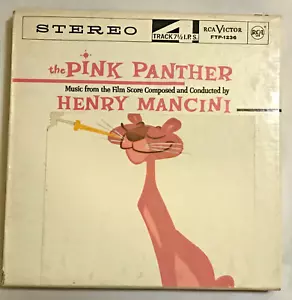 STEREO
4
TRACK 7½ I.P.S.
RCA VICTOR
FTP-1236
RCA
the PINK PANTHER
Music from the Film Score Composed and Conducted by
HENRY MANCINI